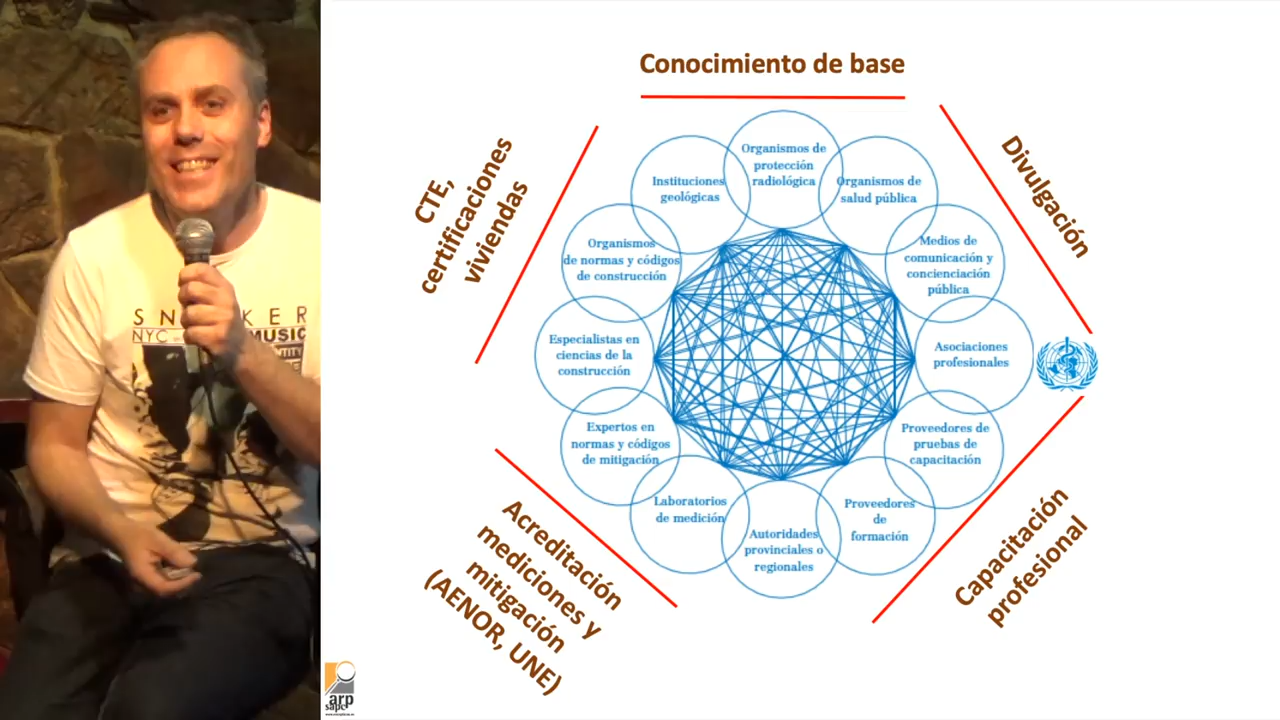 Conocimiento de base
Divulgación
CTE,
certificaciones
viviendas
Organismos de
protección
radiológica
Instituciones
geológicas
Organismos de
salud pública
Organismos
de normas y códigos
de construcción
Medios de
comunicación y
concienciación
pública
Especialistas en
ciencias de la
construcción
Asociaciones
profesionales
Expertos en
normas y códigos
de mitigación
Proveedores de
pruebas de
capacitación
Laboratorios
de medición
Autoridades
provinciales o
regionales
Proveedores
de
formación
Acreditación
mediciones y
mitigación
(AENOR, UNE)
Capacitación
profesional
NYC
MUSIC
arp
sapc